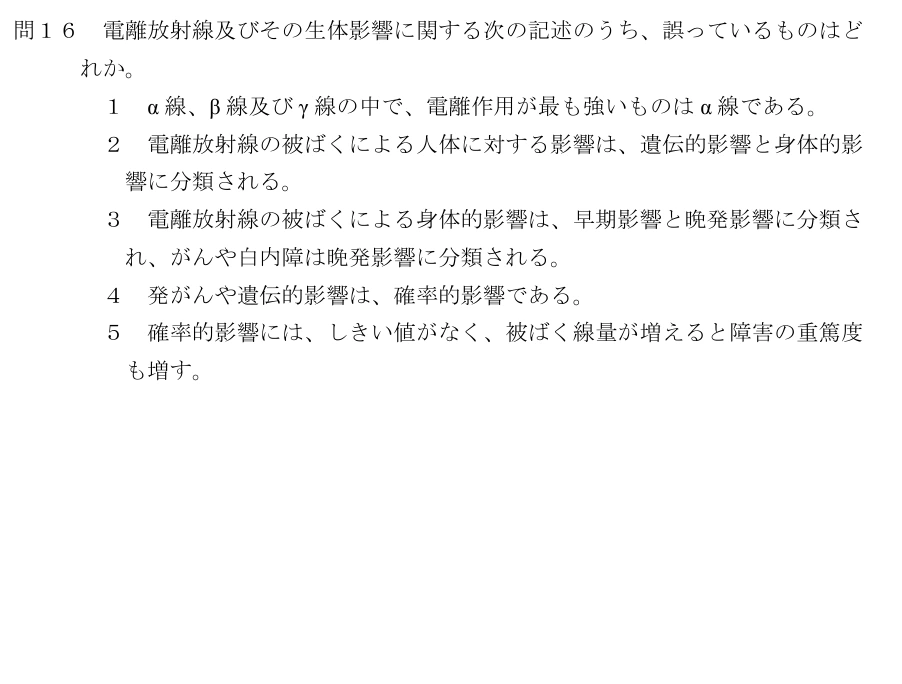 問１６　電離放射線及びその生体影響に関する次の記述のうち、誤っているものはど
れか。
１　α線、β線及びγ線の中で、電離作用が最も強いものはα線である。
２　電離放射線の被ばくによる人体に対する影響は、遺伝的影響と身体的影
響に分類される。
３　電離放射線の被ばくによる身体的影響は、早期影響と晩発影響に分類さ
れ、がんや白内障は晩発影響に分類される。
４　発がんや遺伝的影響は、確率的影響である。
５　確率的影響には、しきい値がなく、被ばく線量が増えると障害の重篤度
も増す。